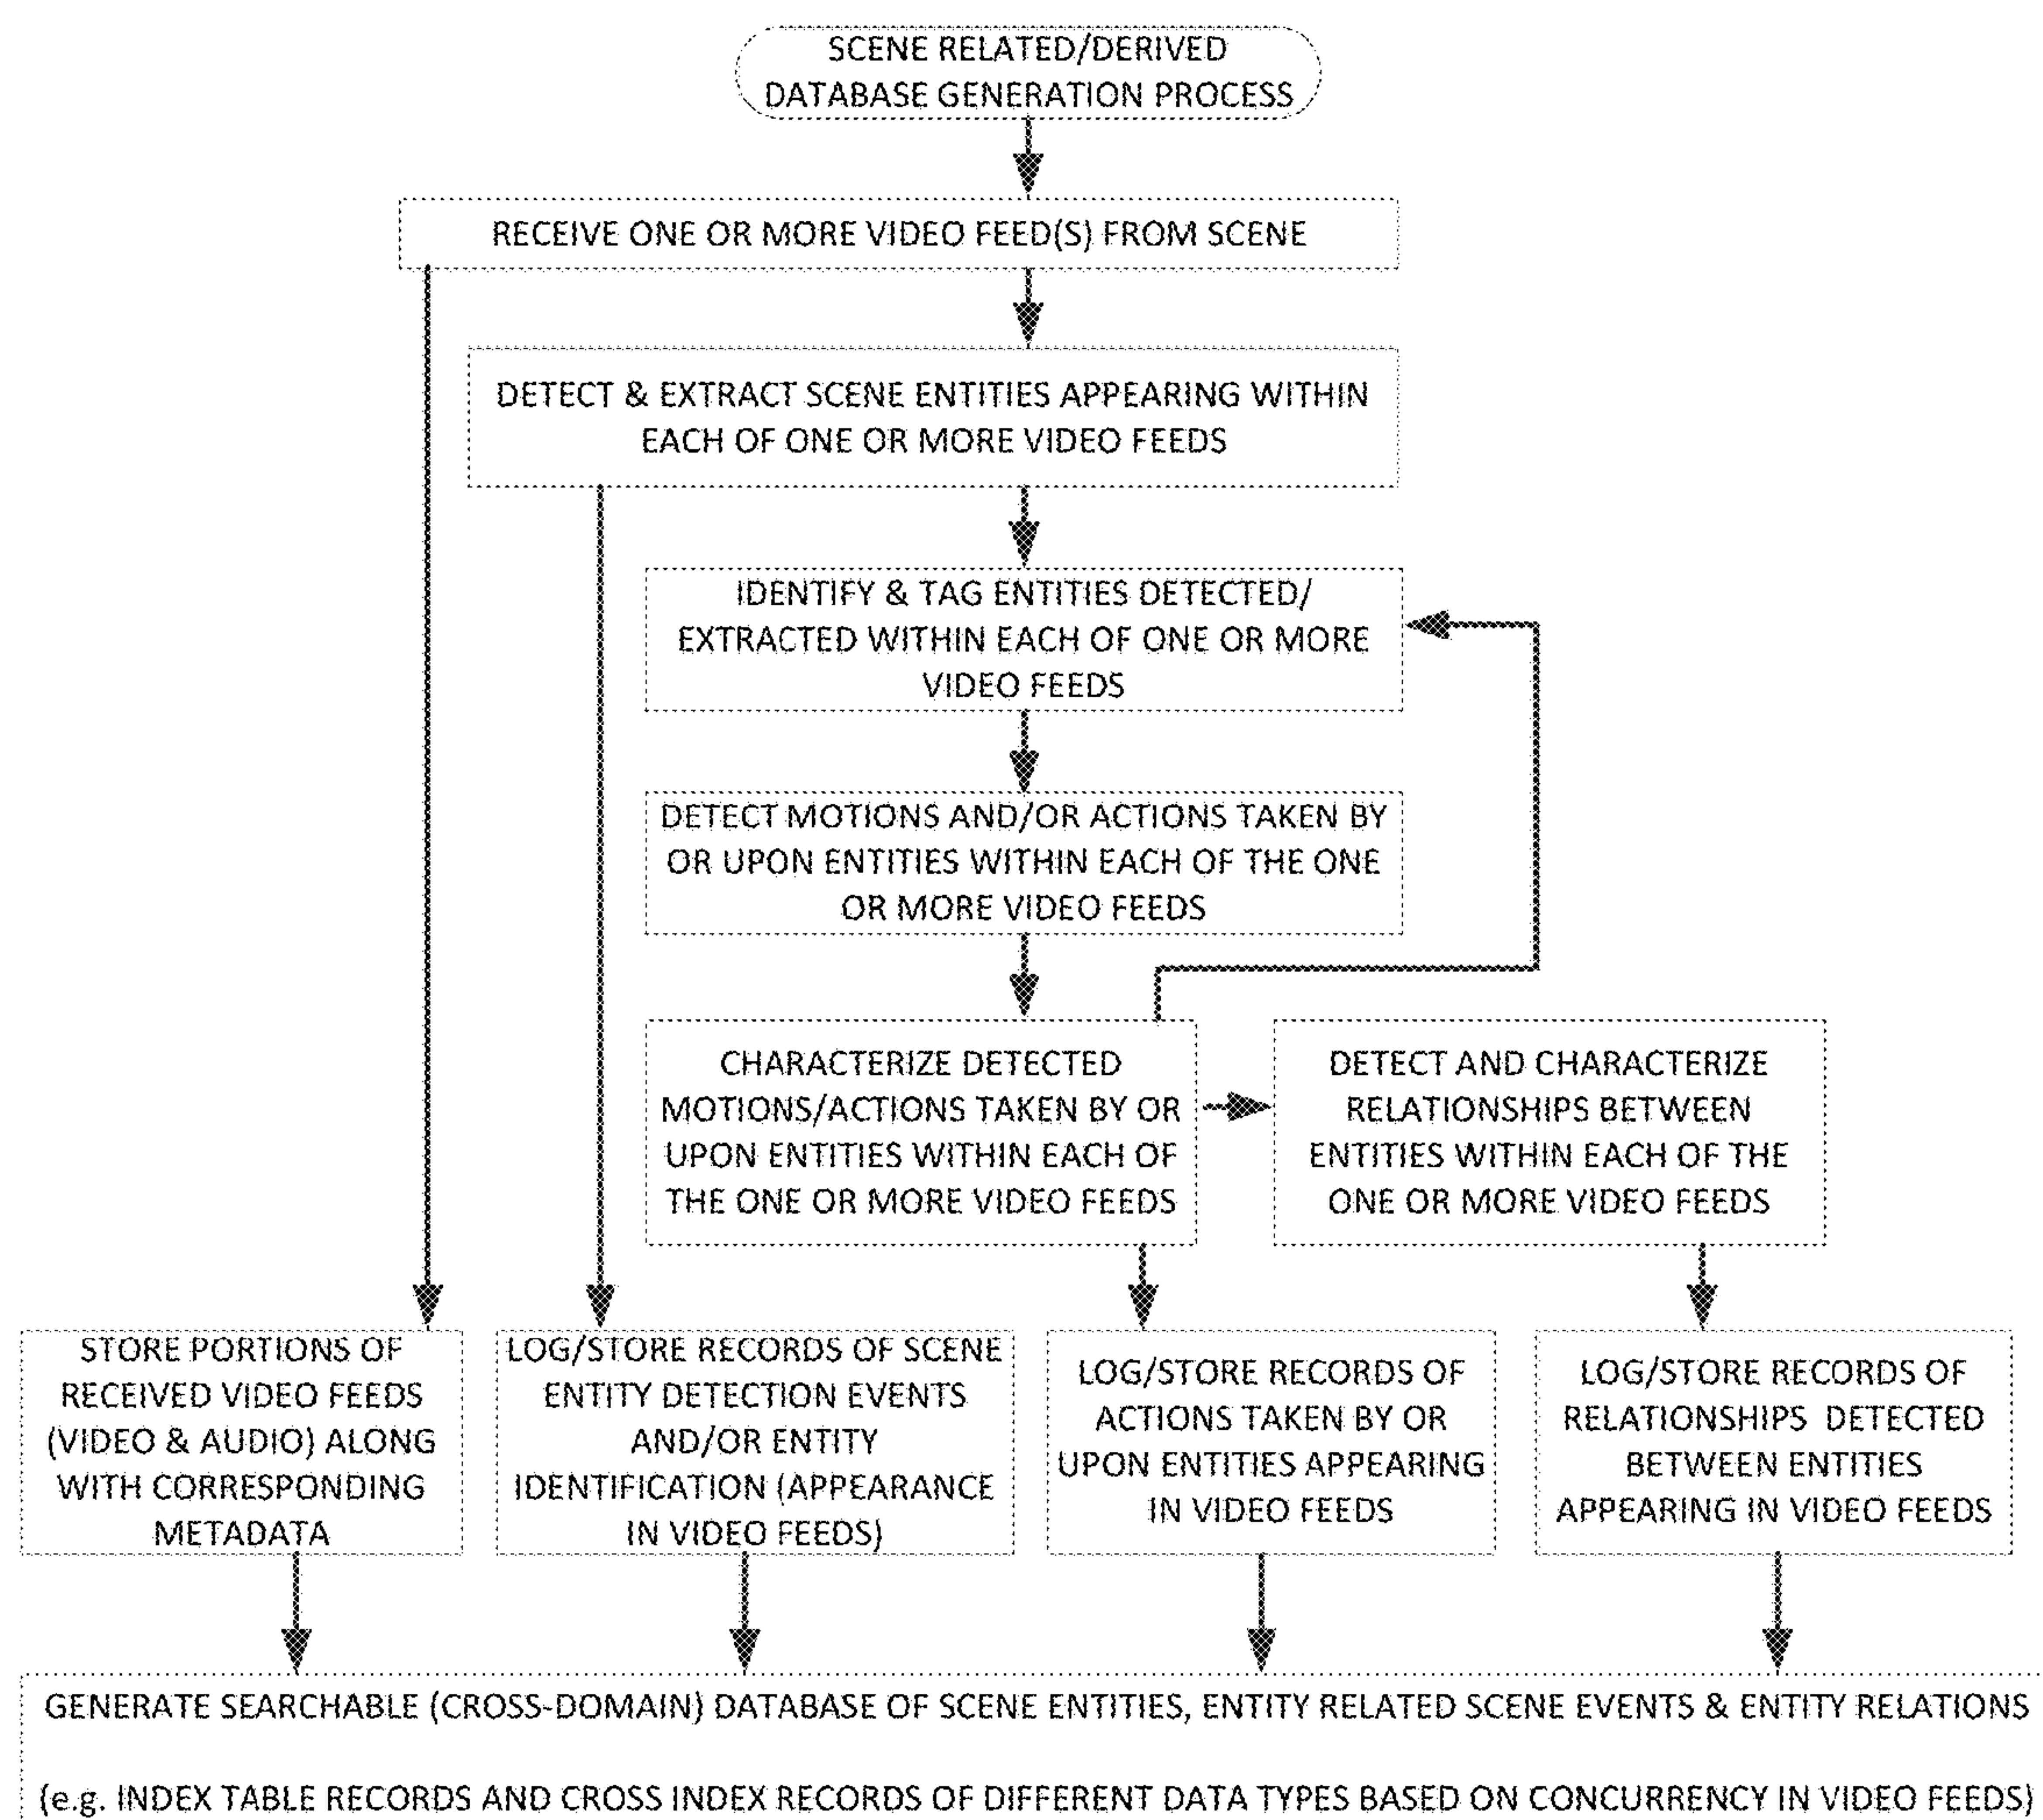 SCENE RELATED/DERIVED
DATABASE GENERATION PROCESS
RECEIVE ONE OR MORE VIDEO FEED(S) FROM SCENE
DETECT & EXTRACT SCENE ENTITIES APPEARING WITHIN
EACH OF ONE OR MORE VIDEO FEEDS
IDENTIFY & TAG ENTITIES DETECTED/
EXTRACTED WITHIN EACH OF ONE OR MORE
VIDEO FEEDS
DETECT MOTIONS AND/OR ACTIONS TAKEN BY
OR UPON ENTITIES WITHIN EACH OF THE ONE
OR MORE VIDEO FEEDS
CHARACTERIZE DETECTED
MOTIONS/ACTIONS TAKEN BY OR
UPON ENTITIES WITHIN EACH OF
THE ONE OR MORE VIDEO FEEDS
DETECT AND CHARACTERIZE
RELATIONSHIPS BETWEEN
ENTITIES WITHIN EACH OF THE
ONE OR MORE VIDEO FEEDS
STORE PORTIONS OF
RECEIVED VIDEO FEEDS
(VIDEO & AUDIO) ALONG
WITH CORRESPONDING
METADATA
LOG/STORE RECORDS OF SCENE
ENTITY DETECTION EVENTS
AND/OR ENTITY
IDENTIFICATION (APPEARANCE
IN VIDEO FEEDS)
LOG/STORE RECORDS OF
ACTIONS TAKEN BY OR
UPON ENTITIES APPEARING
IN VIDEO FEEDS
LOG/STORE RECORDS OF
RELATIONSHIPS DETECTED
BETWEEN ENTITIES
APPEARING IN VIDEO FEEDS
GENERATE SEARCHABLE (CROSS-DOMAIN) DATABASE OF SCENE ENTITIES, ENTITY RELATED SCENE EVENTS & ENTITY RELATIONS
(e.g. INDEX TABLE RECORDS AND CROSS INDEX RECORDS OF DIFFERENT DATA TYPES BASED ON CONCURRENCY IN VIDEO FEEDS)